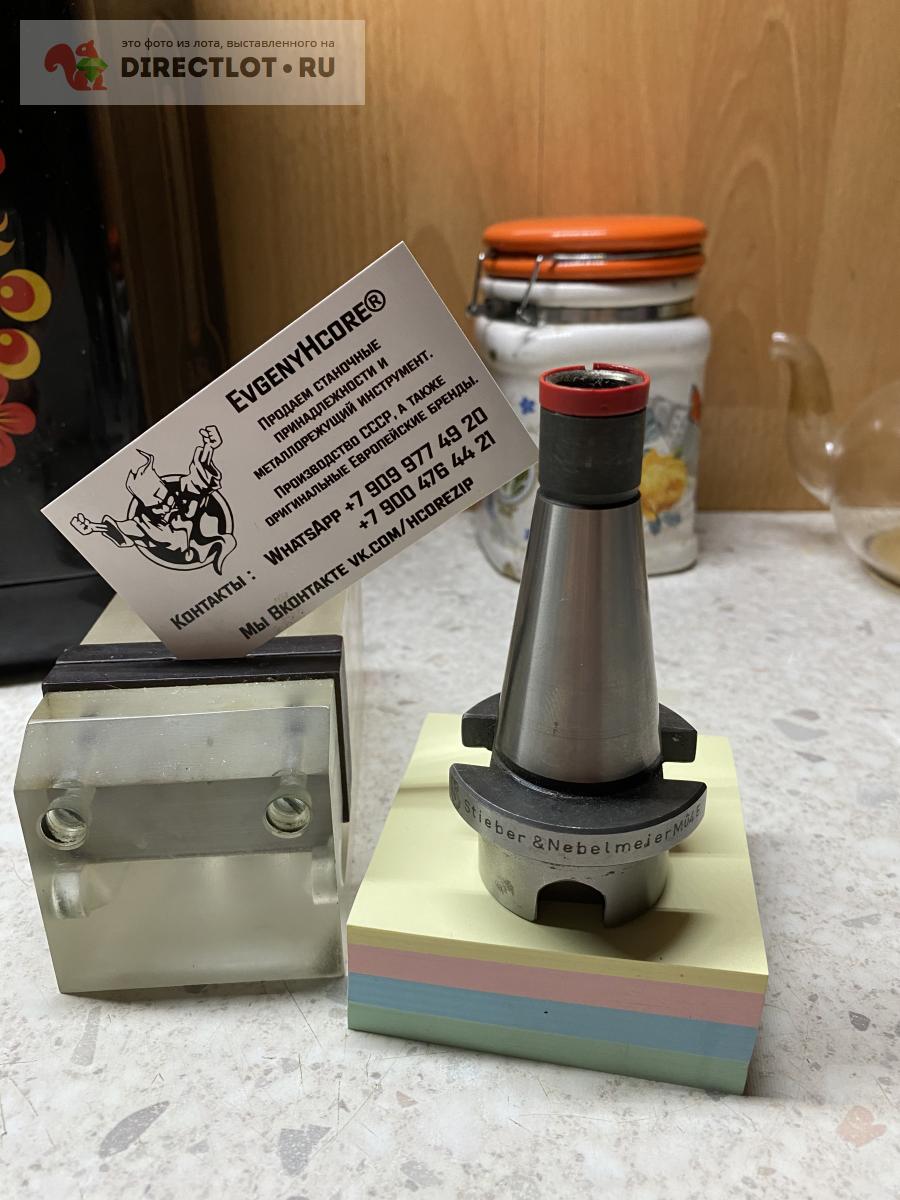 это фото из лота, выставленного на
DIRECTLOT•RU
EvgenyHcore®
Продаем станочные
принадлежности и
металлорежущий инструмент.
Производство СССР, а также
оригинальные Европейские бренды.
Контакты : WhatsApp +7 909 977 49 20
+7 900 476 44 21
Мы Вконтакте vk.com/hcorezip
Stieber &Nebelmeier